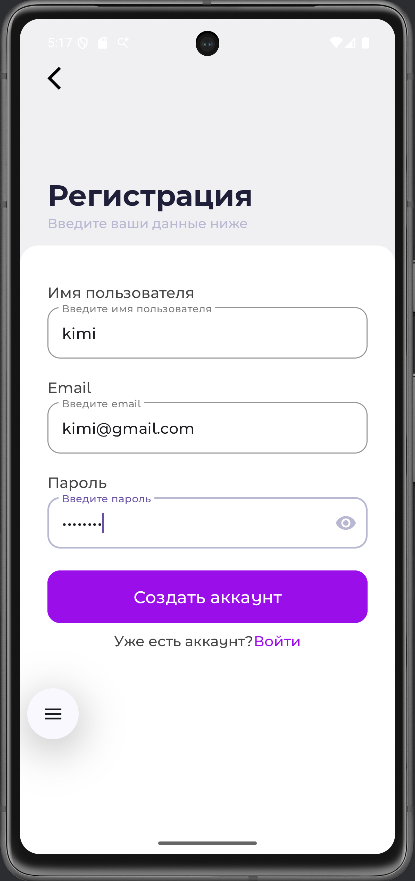 5:17
Регистрация
Введите ваши данные ниже
Имя пользователя
Введите имя пользователя
kimi
Email
Введите email
kimi@gmail.com
Пароль
Введите пароль
••••••••
Создать аккаунт
Уже есть аккаунт?Войти